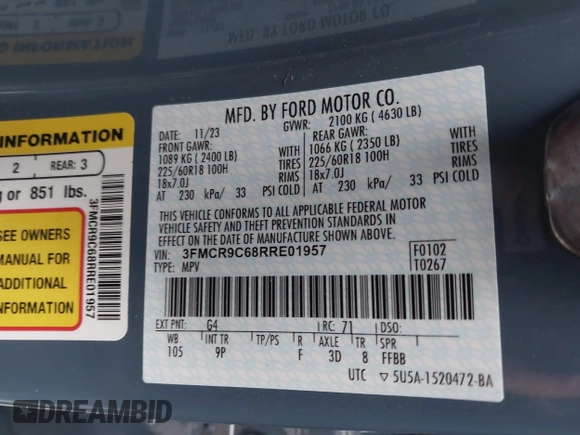 MFD. BY FORD MOTOR CO.
DATE: 11/23 GVWR: 2100 KG ( 4630 LB)
FRONT GAWR: REAR GAWR:
1089 KG ( 2400 LB) WITH 1066 KG ( 2350 LB) WITH
225/60R18 100H TIRES 225/60R18 100H TIRES
18x7.0J RIMS 18x7.0J RIMS
AT 230 kPa/ 33 PSI COLD AT 230 kPa/ 33 PSI COLD
THIS VEHICLE CONFORMS TO ALL APPLICABLE FEDERAL MOTOR
VEHICLE SAFETY AND THEFT PREVENTION STANDARDS IN
EFFECT ON THE DATE OF MANUFACTURE SHOWN ABOVE.
VIN: 3FMCR9C68RRE01957 F0102
TYPE: MPV T0267
EXT PNT: G4 RC: 71 DSO:
WB INT TR TP/PS R AXLE TR SPR
105 9P F 3D 8 FFBB
UTC ▽5U5A-1520472-BA
INFORMATION
2 REAR: 3
or 851 lbs.
SEE OWNERS
MANUAL FOR
ADDITIONAL
INFORMATION
3FMCR9C68RRE01957
DREAMBID